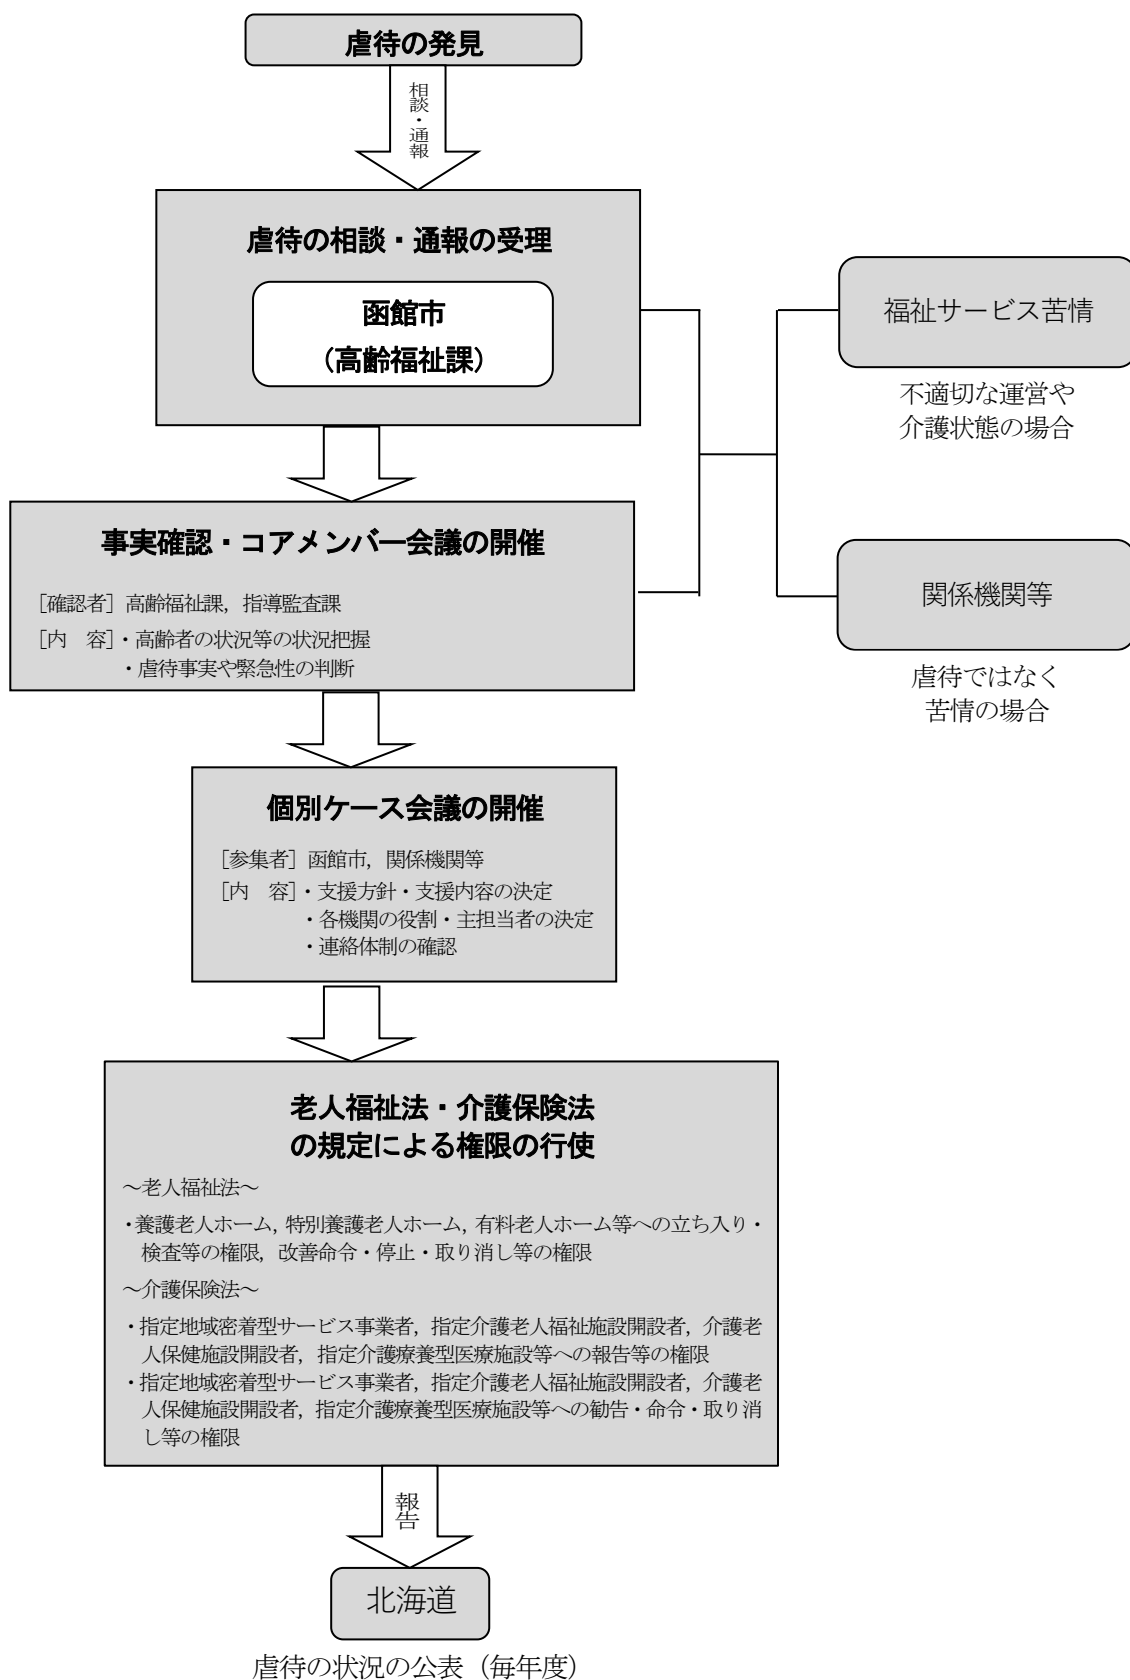 虐待の発見
相談・通報
虐待の相談・通報の受理
函館市
（高齢福祉課）
福祉サービス苦情
不適切な運営や
介護状態の場合
事実確認・コアメンバー会議の開催
［確認者］高齢福祉課，指導監査課
［内　容］・高齢者の状況等の状況把握
・虐待事実や緊急性の判断
関係機関等
虐待ではなく
苦情の場合
個別ケース会議の開催
［参集者］函館市，関係機関等
［内　容］・支援方針・支援内容の決定
・各機関の役割・主担当者の決定
・連絡体制の確認
老人福祉法・介護保険法
の規定による権限の行使
～老人福祉法～
・養護老人ホーム，特別養護老人ホーム，有料老人ホーム等への立ち入り・
検査等の権限，改善命令・停止・取り消し等の権限
～介護保険法～
・指定地域密着型サービス事業者，指定介護老人福祉施設開設者，介護老
人保健施設開設者，指定介護療養型医療施設等への報告等の権限
・指定地域密着型サービス事業者，指定介護老人福祉施設開設者，介護老
人保健施設開設者，指定介護療養型医療施設等への勧告・命令・取り消
し等の権限
報告
北海道
虐待の状況の公表（毎年度）